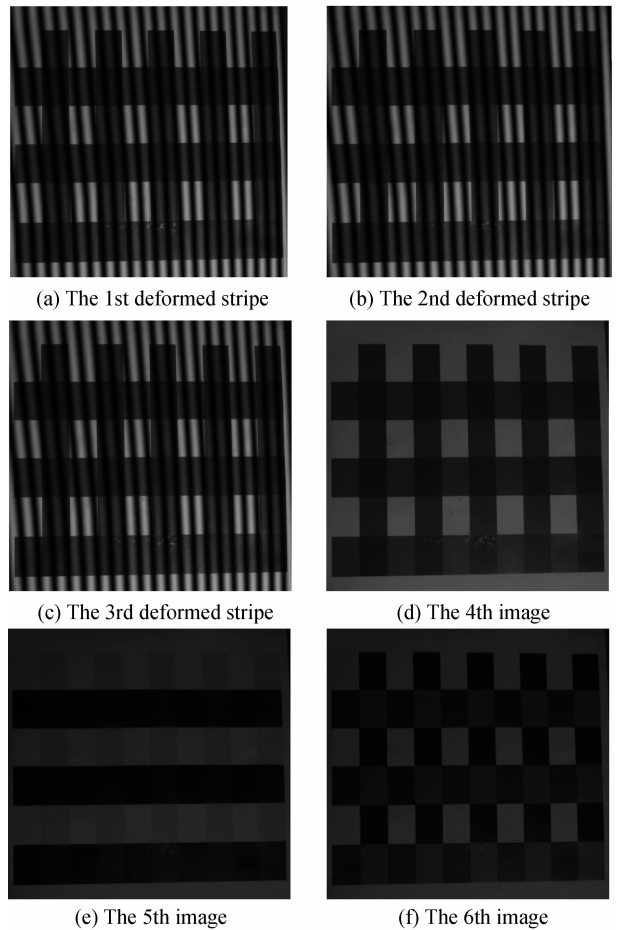 (a) The 1st deformed stripe
(b) The 2nd deformed stripe
(c) The 3rd deformed stripe
(d) The 4th image
(e) The 5th image
(f) The 6th image